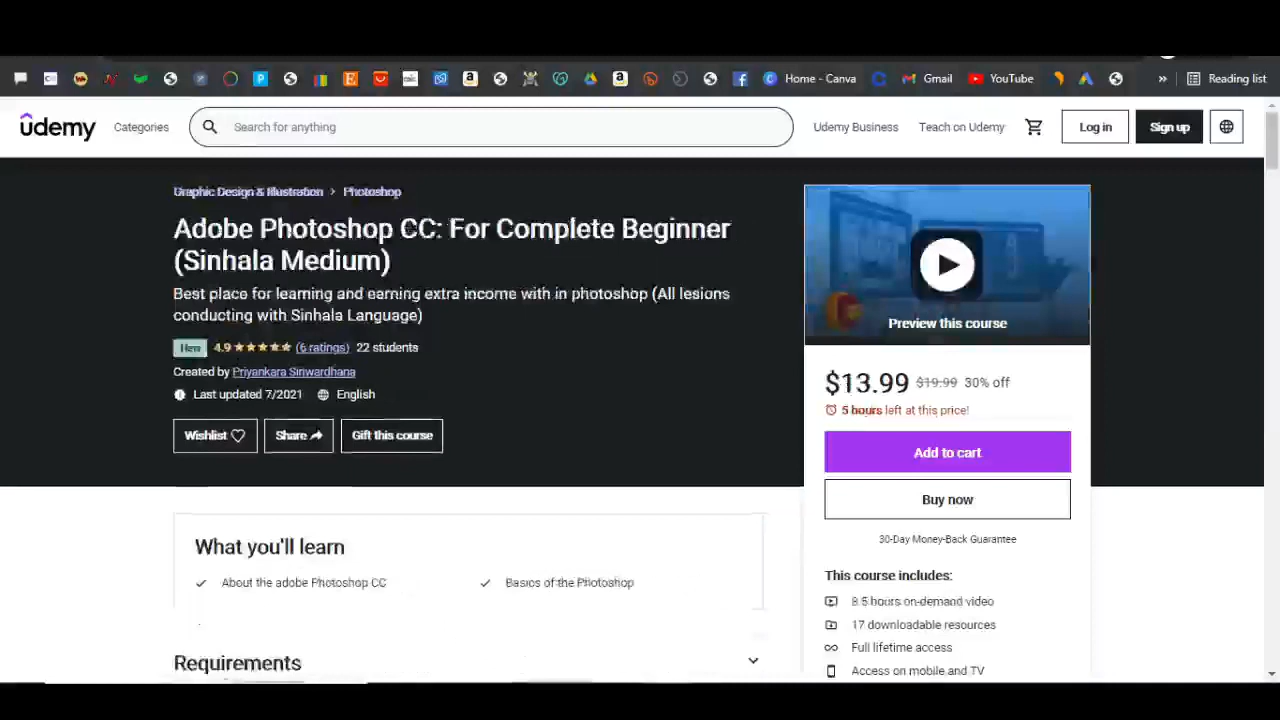 Home - Canva
Gmail
YouTube
»
Reading list
udemy
Categories
Search for anything
Udemy Business
Teach on Udemy
Log in
Sign up
Graphic Design & Illustration > Photoshop
Adobe Photoshop CC: For Complete Beginner
(Sinhala Medium)
Best place for learning and earning extra income with in photoshop (All lesions
conducting with Sinhala Language)
New 4.9 (6 ratings) 22 students
Created by Priyankara Siriwardhana
Last updated 7/2021 English
Wishlist
Share
Gift this course
Preview this course
$13.99 $19.99 30% off
5 hours left at this price!
Add to cart
Buy now
30-Day Money-Back Guarantee
This course includes:
8.5 hours on-demand video
17 downloadable resources
Full lifetime access
Access on mobile and TV
What you'll learn
About the adobe Photoshop CC
Basics of the Photoshop
Requirements